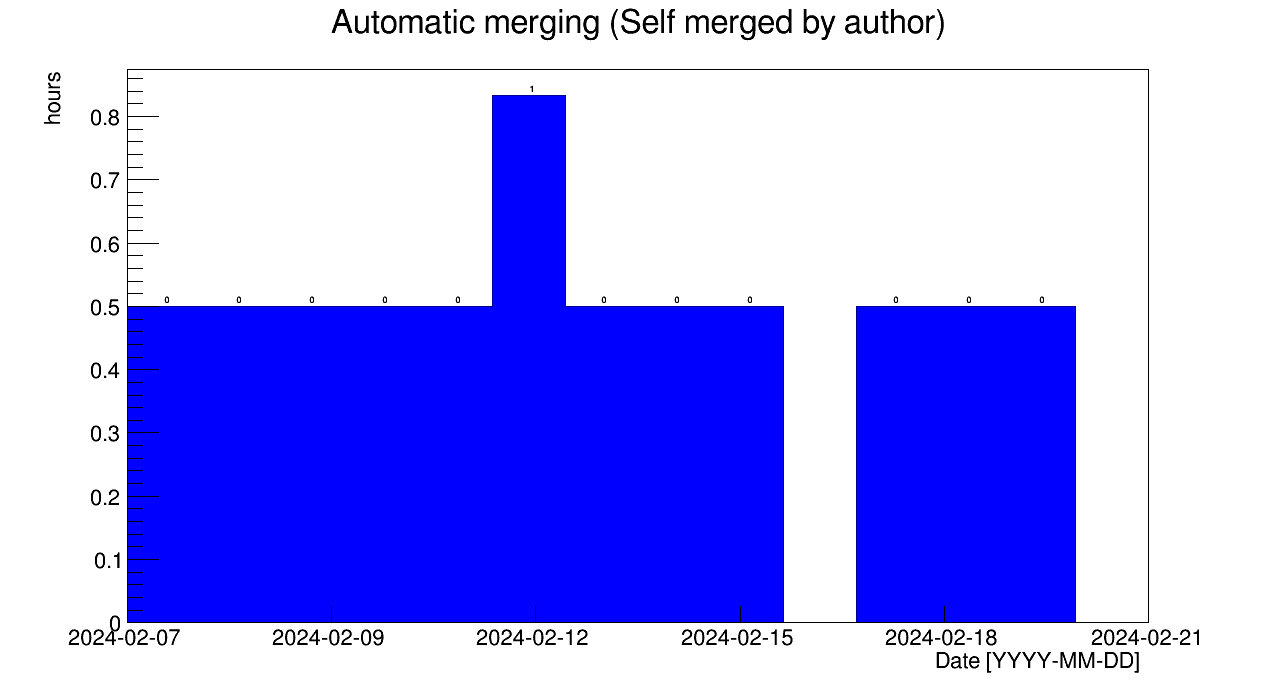 Automatic merging (Self merged by author)
hours
0.8
0.7
0.6
0.5
0.4
0.3
0.2
0.1
0
1
0 0 0 0 0 0 0 0 0 0 0
2024-02-07 2024-02-09 2024-02-12 2024-02-15 2024-02-18 2024-02-21
Date [YYYY-MM-DD]